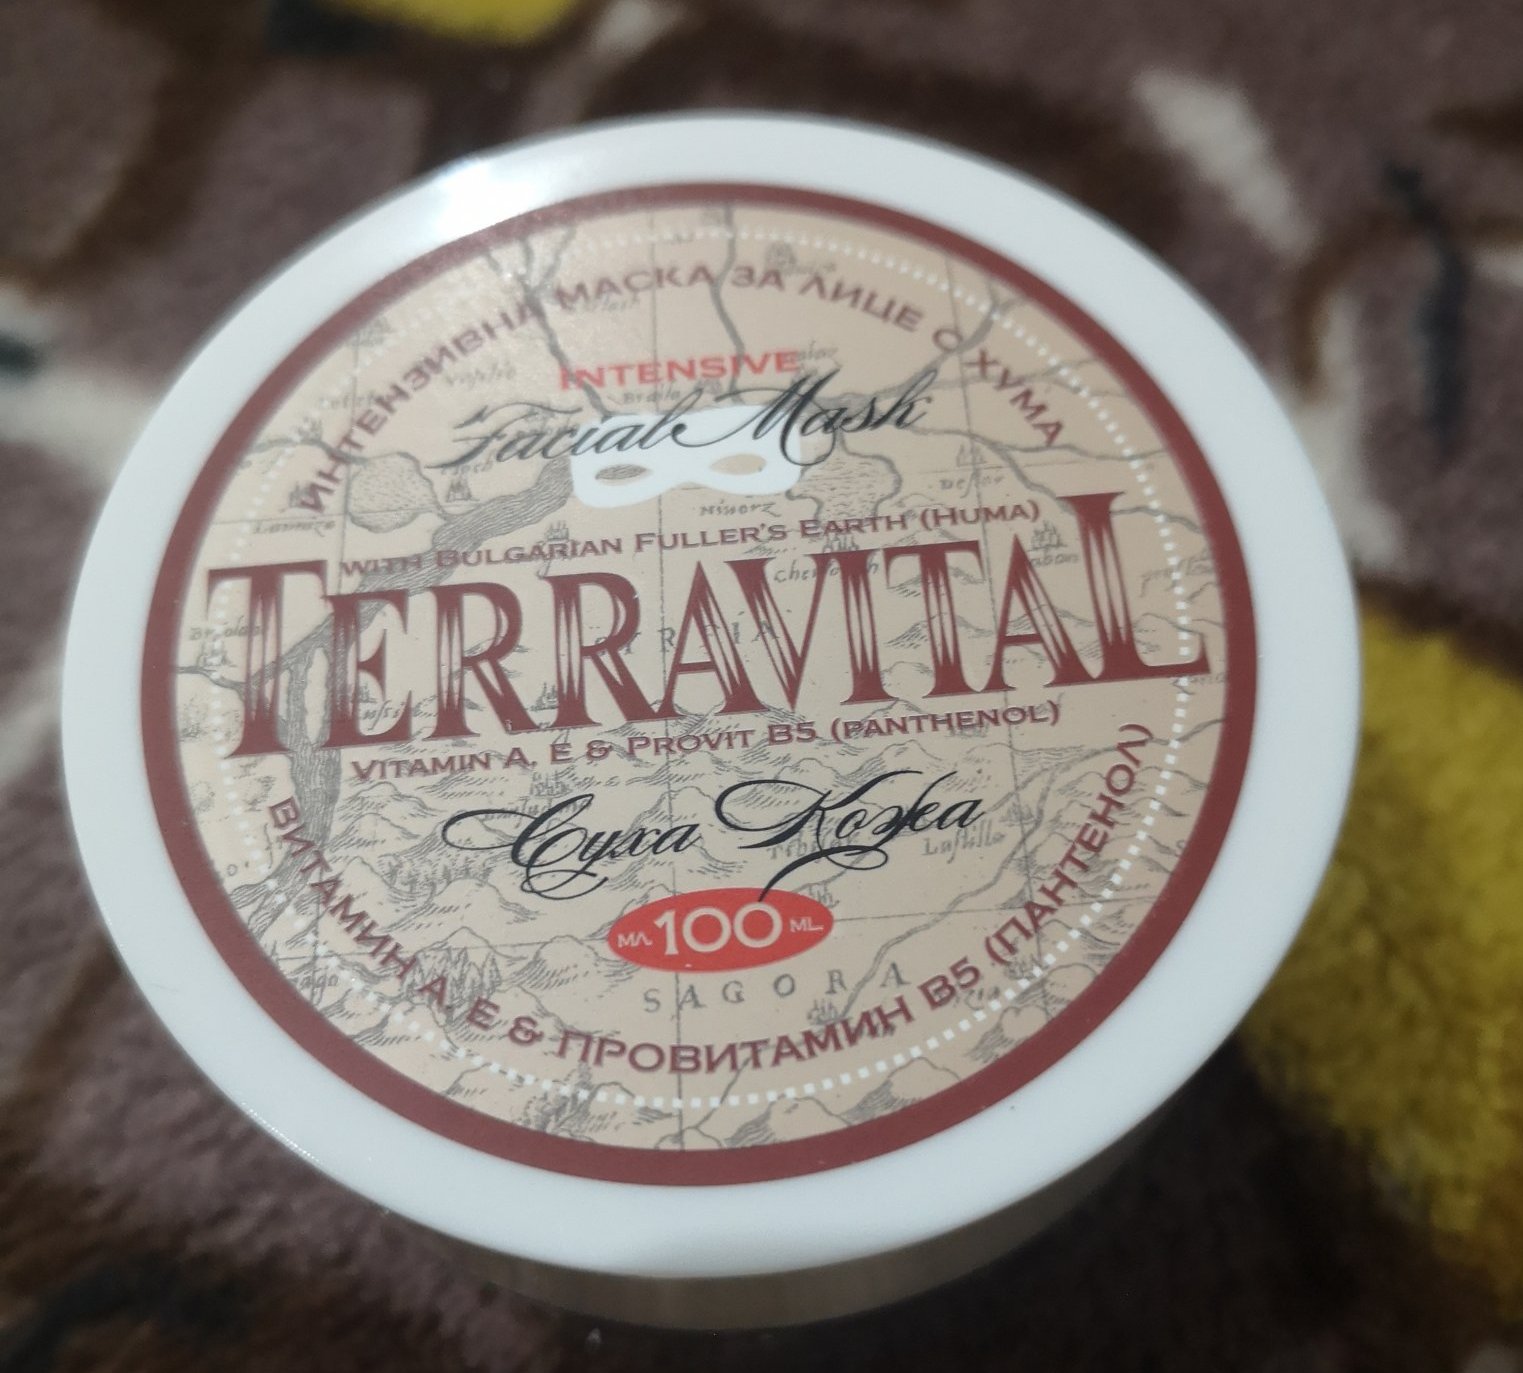 ИНТЕНЗИВНА МАСКА ЗА ЛИЦЕ С ХУМА
INTENSIVE
Facial Mask
WITH BULGARIAN FULLER'S EARTH (HUMA)
TERRAVITAL
VITAMIN A, E & PROVIT B5 (PANTHENOL)
Суха Кожа
МЛ 100 ML
SAGORA
ВИТАМИН А, Е & ПРОВИТАМИН B5 (ПАНТЕНОЛ)